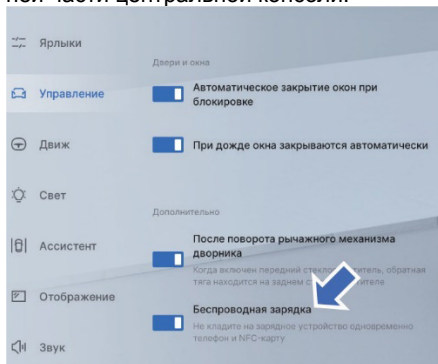 Ярлыки
Двери и окна
Управление
Автоматическое закрытие окон при
блокировке
Движ
При дожде окна закрываются автоматически
Свет
Дополнительно
Ассистент
После поворота рычажного механизма
дворника
Когда включен передний стеклоочиститель, обратная
тяга находится на заднем
Отображение
Беспроводная зарядка
Не кладите на зарядное устройство одновременно
телефон и NFC-карту
Звук